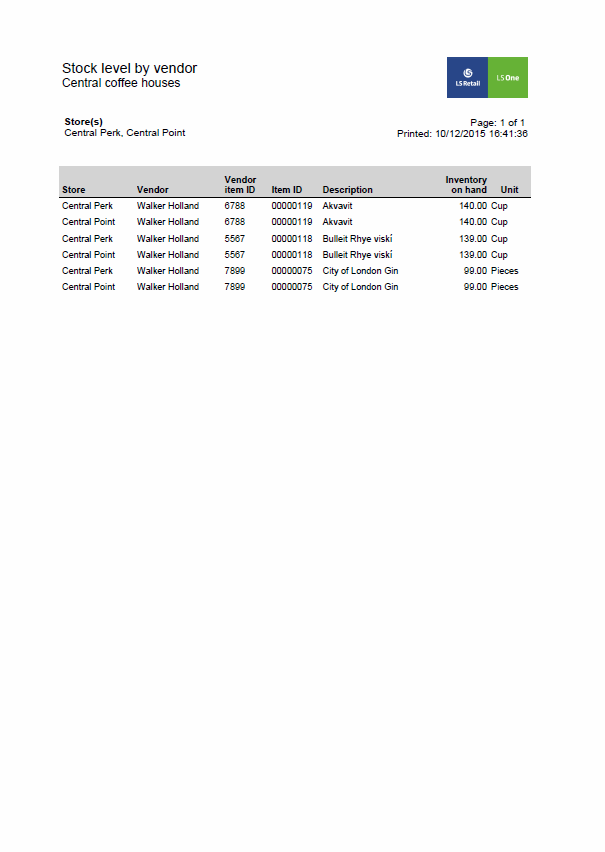 Stock level by vendor
Central coffee houses
LS Retail
LS One
Store(s)
Central Perk, Central Point
Page: 1 of 1
Printed: 10/12/2015 16:41:36
Store Vendor Vendor item ID Item ID Description Inventory on hand Unit
Central Perk Walker Holland 6788 00000119 Akvavit 140.00 Cup
Central Point Walker Holland 6788 00000119 Akvavit 140.00 Cup
Central Perk Walker Holland 5567 00000118 Bulleit Rhye viskí 139.00 Cup
Central Point Walker Holland 5567 00000118 Bulleit Rhye viskí 139.00 Cup
Central Perk Walker Holland 7899 00000075 City of London Gin 99.00 Pieces
Central Point Walker Holland 7899 00000075 City of London Gin 99.00 Pieces